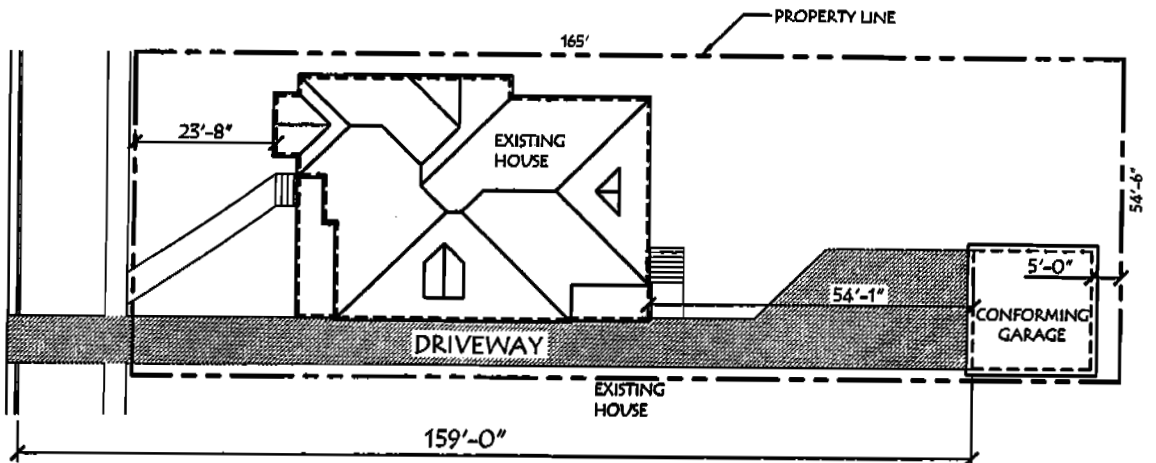 PROPERTY LINE
165'
23'-8"
EXISTING
HOUSE
54'-6"
5'-0"
54'-1"
CONFORMING
GARAGE
DRIVEWAY
EXISTING
HOUSE
159'-0"